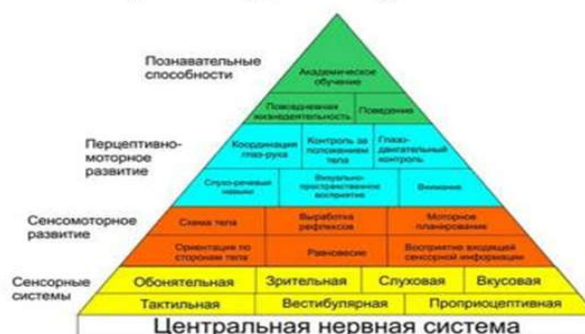 Познавательные
способности
Академическое
обучение
Повседневная
жизнедеятельность
Поведение
Перцептивно-
моторное
развитие
Координация
глаз-рука
Контроль за
положением
тела
Глазо-
двигательный
контроль
Слухо-речевые
навыки
Визуально-
пространственное
восприятие
Внимание
Сенсомоторное
развитие
Схема тела
Выработка
рефлексов
Моторное
планирование
Ориентация по
сторонам тела
Равновесие
Восприятие входящей
сенсорной информации
Сенсорные
системы
Обонятельная
Зрительная
Слуховая
Вкусовая
Тактильная
Вестибулярная
Проприоцептивная
Центральная нервная система